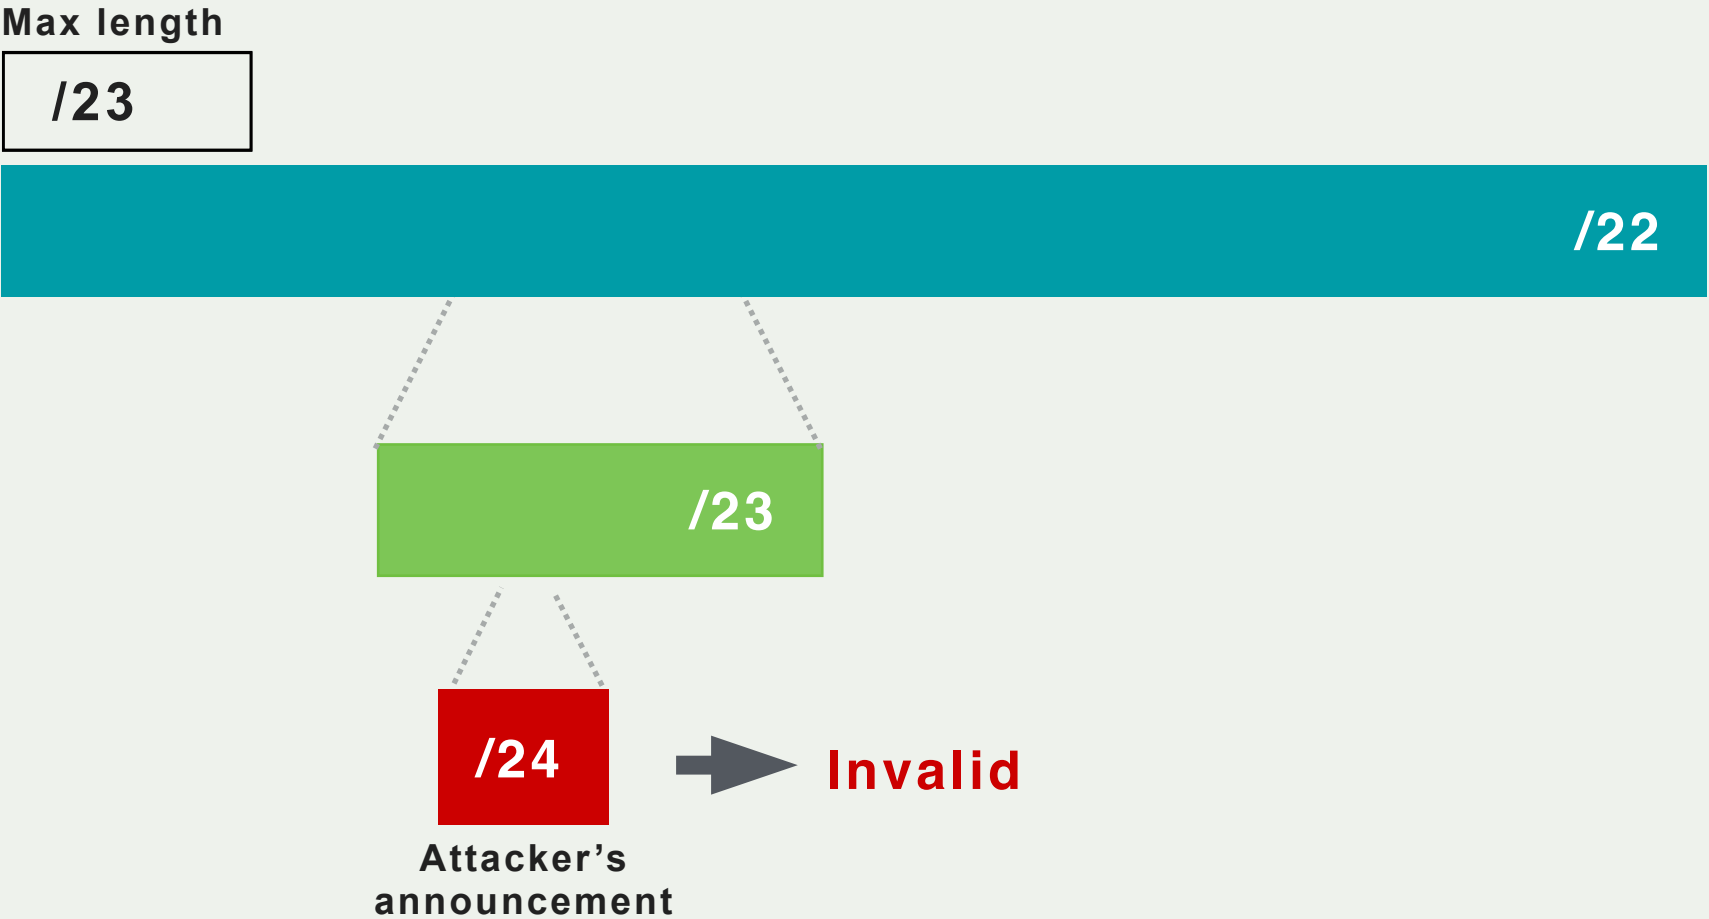 Max length
/23
/22
/23
/24
Invalid
Attacker’s
announcement